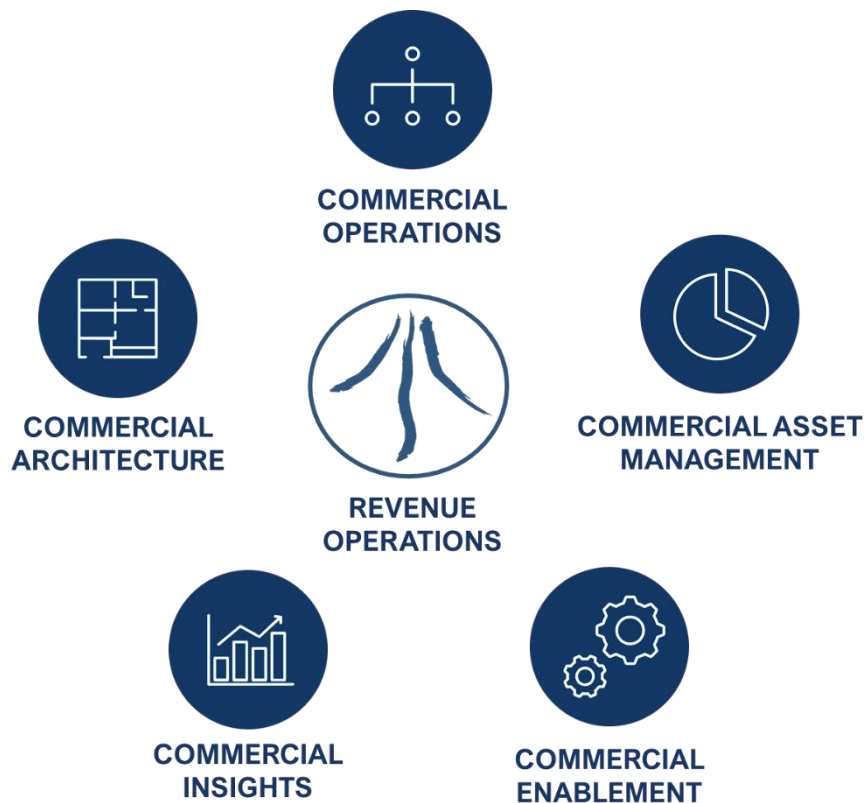 COMMERCIAL
OPERATIONS
COMMERCIAL
ARCHITECTURE
COMMERCIAL ASSET
MANAGEMENT
REVENUE
OPERATIONS
COMMERCIAL
INSIGHTS
COMMERCIAL
ENABLEMENT